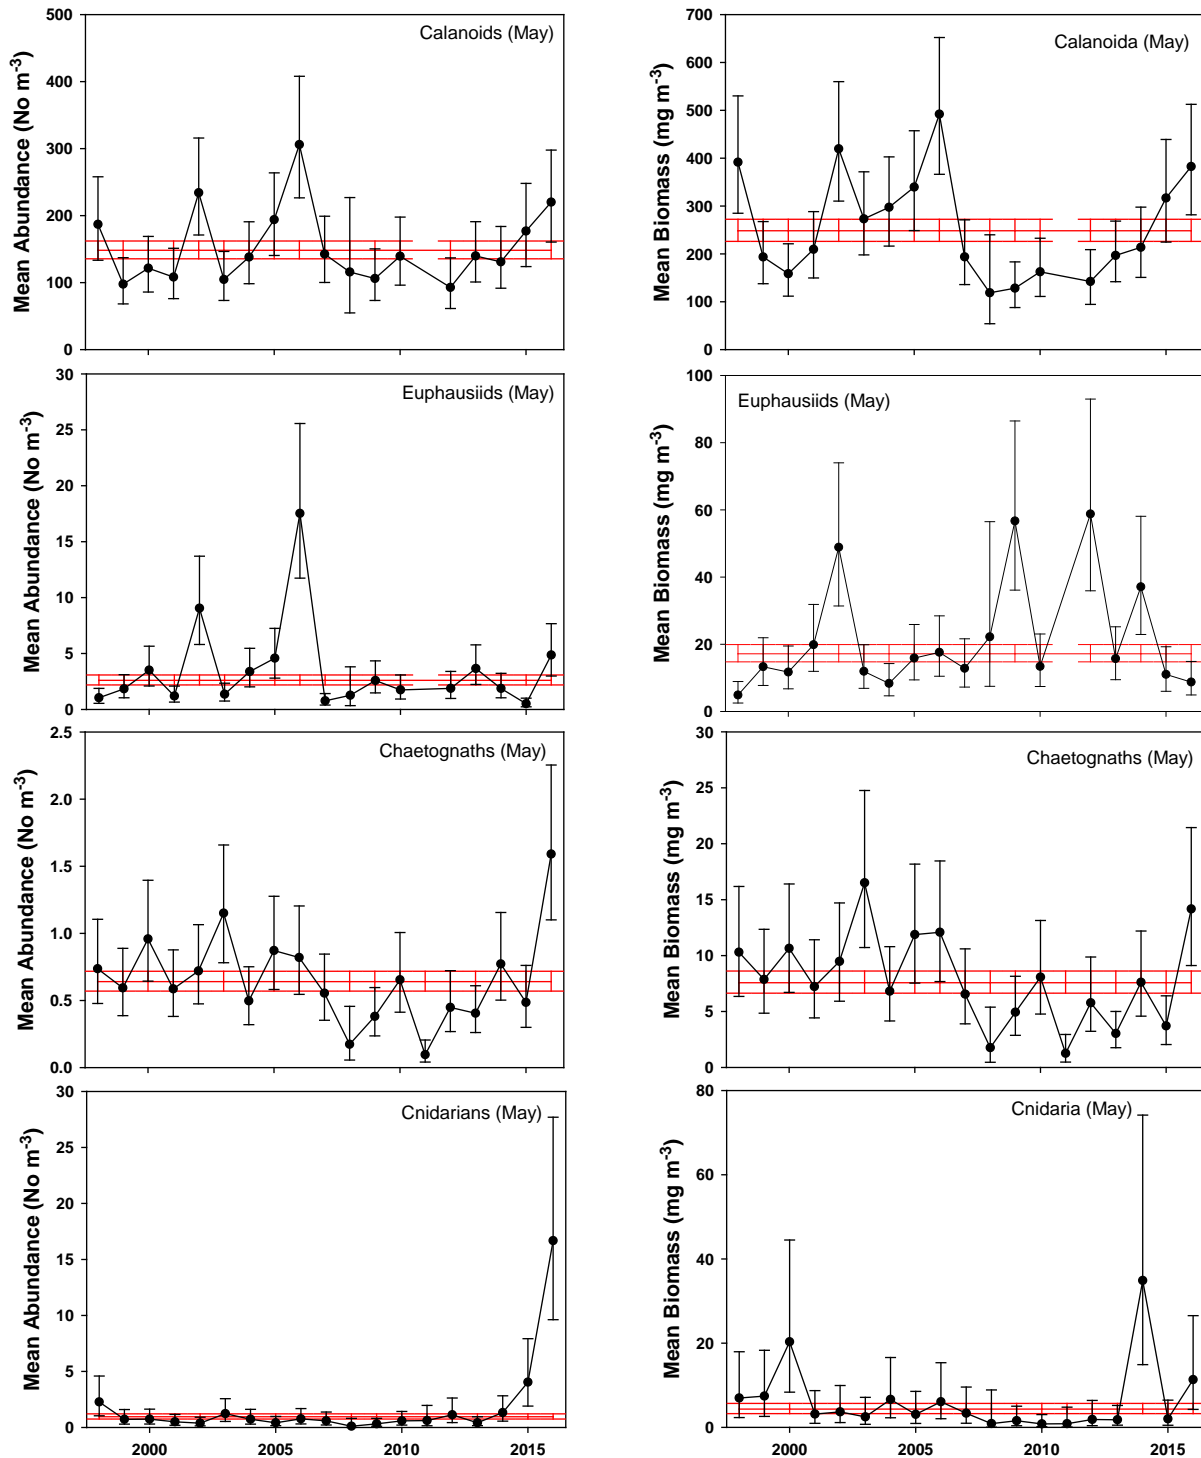 500
400
300
200
100
0
Mean Abundance (No m-3)
Calanoids (May)
700
600
500
400
300
200
100
0
Mean Biomass (mg m-3)
Calanoida (May)
30
25
20
15
10
5
0
Mean Abundance (No m-3)
Euphausiids (May)
100
80
60
40
20
0
Mean Biomass (mg m-3)
Euphausiids (May)
2.5
2.0
1.5
1.0
0.5
0.0
Mean Abundance (No m-3)
Chaetognaths (May)
30
25
20
15
10
5
0
Mean Biomass (mg m-3)
Chaetognaths (May)
30
25
20
15
10
5
0
Mean Abundance (No m-3)
Cnidarians (May)
2000 2005 2010 2015
80
60
40
20
0
Mean Biomass (mg m-3)
Cnidaria (May)
2000 2005 2010 2015